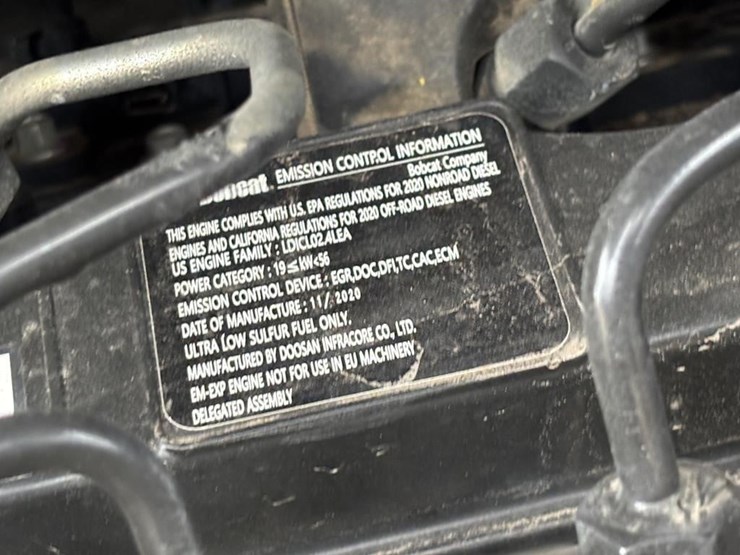 Bobcat. EMISSION CONTROL INFORMATION
Bobcat Company
THIS ENGINE COMPLIES WITH U.S. EPA REGULATIONS FOR 2020 NONROAD DIESEL
ENGINES AND CALIFORNIA REGULATIONS FOR 2020 OFF-ROAD DIESEL ENGINES
US ENGINE FAMILY : LDICL02.4LEA
POWER CATEGORY : 19 ≤ kW<56
EMISSION CONTROL DEVICE : EGR,DOC,DFI,TC,CAC,ECM
DATE OF MANUFACTURE : 11/ 2020
ULTRA LOW SULFUR FUEL ONLY.
MANUFACTURED BY DOOSAN INFRACORE CO., LTD.
EM-EXP ENGINE NOT FOR USE IN EU MACHINERY
DELEGATED ASSEMBLY